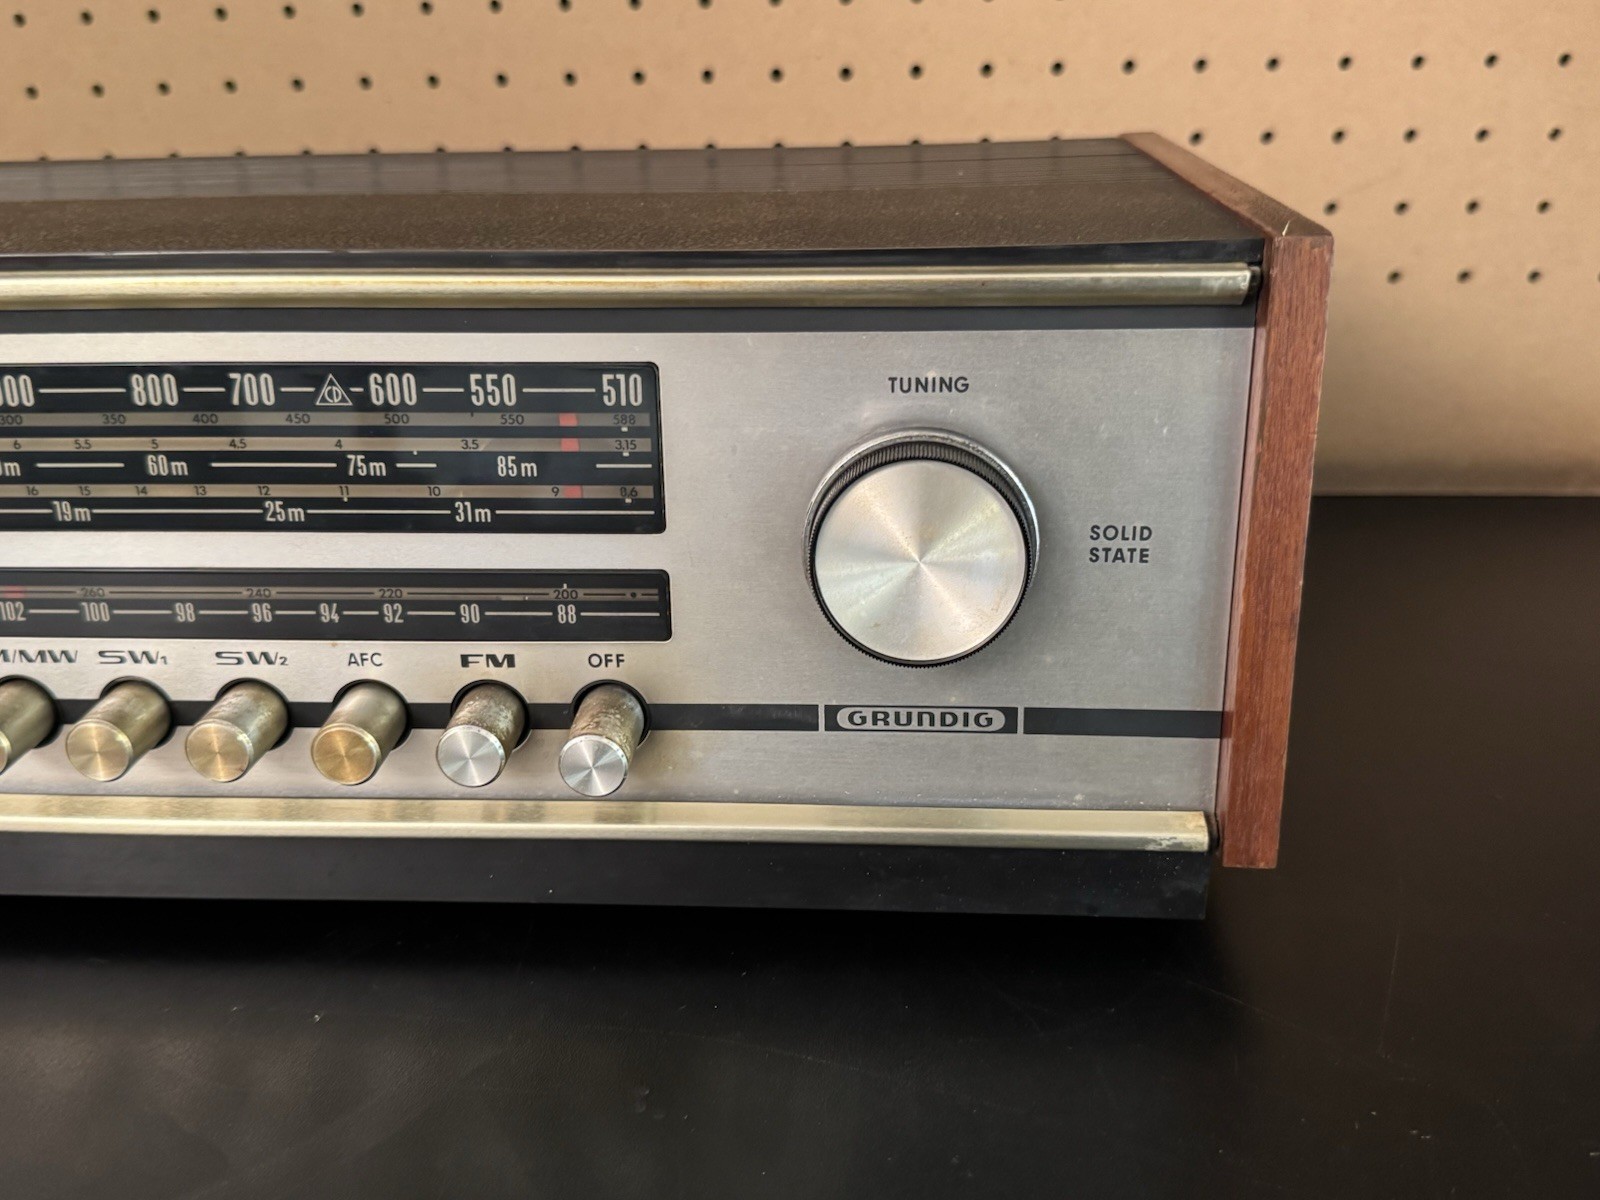 800 700 CD 600 550 510
300 350 400 450 500 550 588
6 5.5 5 4.5 4 3.5 3.15
60m 75m 85m
16 15 14 13 12 11 10 9 8.6
19m 25m 31m
260 240 220 200
102 100 98 96 94 92 90 88
/MW SW1 SW2 AFC FM OFF
TUNING
SOLID
STATE
GRUNDIG